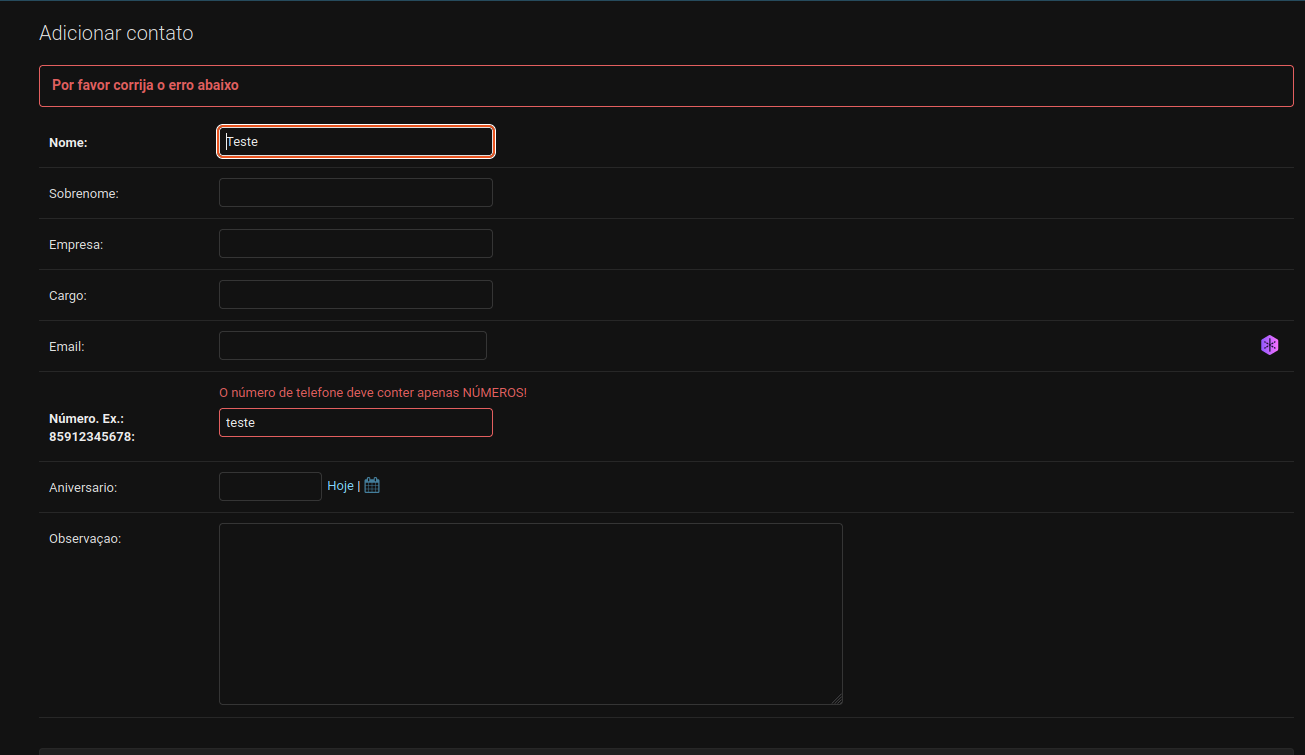 Adicionar contato
Por favor corrija o erro abaixo
Nome:
Teste
Sobrenome:
Empresa:
Cargo:
Email:
O número de telefone deve conter apenas NÚMEROS!
Número. Ex.:
85912345678:
teste
Aniversario:
Hoje |
Observaçao: